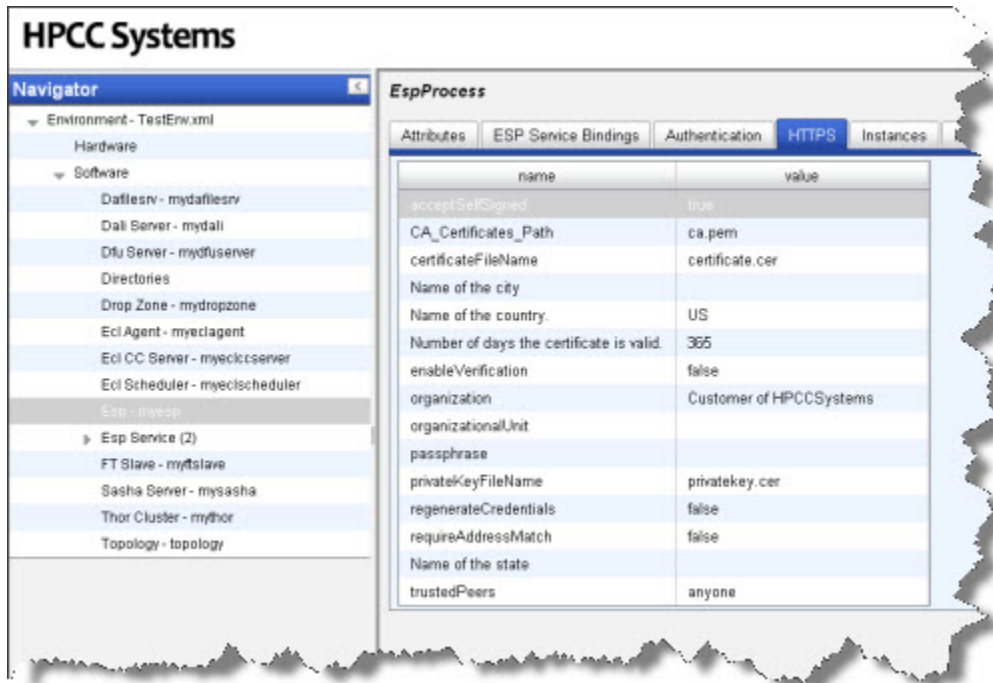 HPCC Systems
Navigator
Environment - TestEnv.xml
Hardware
Software
Dafilesrv - mydafilesrv
Dali Server - mydali
Dfu Server - mydfuserver
Directories
Drop Zone - mydropzone
Ecl Agent - myeclagent
Ecl CC Server - myeclccserver
Ecl Scheduler - myeclscheduler
Esp - myesp
Esp Service (2)
FT Slave - myftslave
Sasha Server - mysasha
Thor Cluster - mythor
Topology - topology
EspProcess
Attributes ESP Service Bindings Authentication HTTPS Instances
name value
acceptSelfSigned true
CA_Certificates_Path ca.pem
certificateFileName certificate.cer
Name of the city
Name of the country. US
Number of days the certificate is valid. 365
enableVerification false
organization Customer of HPCCSystems
organizationalUnit
passphrase
privateKeyFileName privatekey.cer
regenerateCredentials false
requireAddressMatch false
Name of the state
trustedPeers anyone